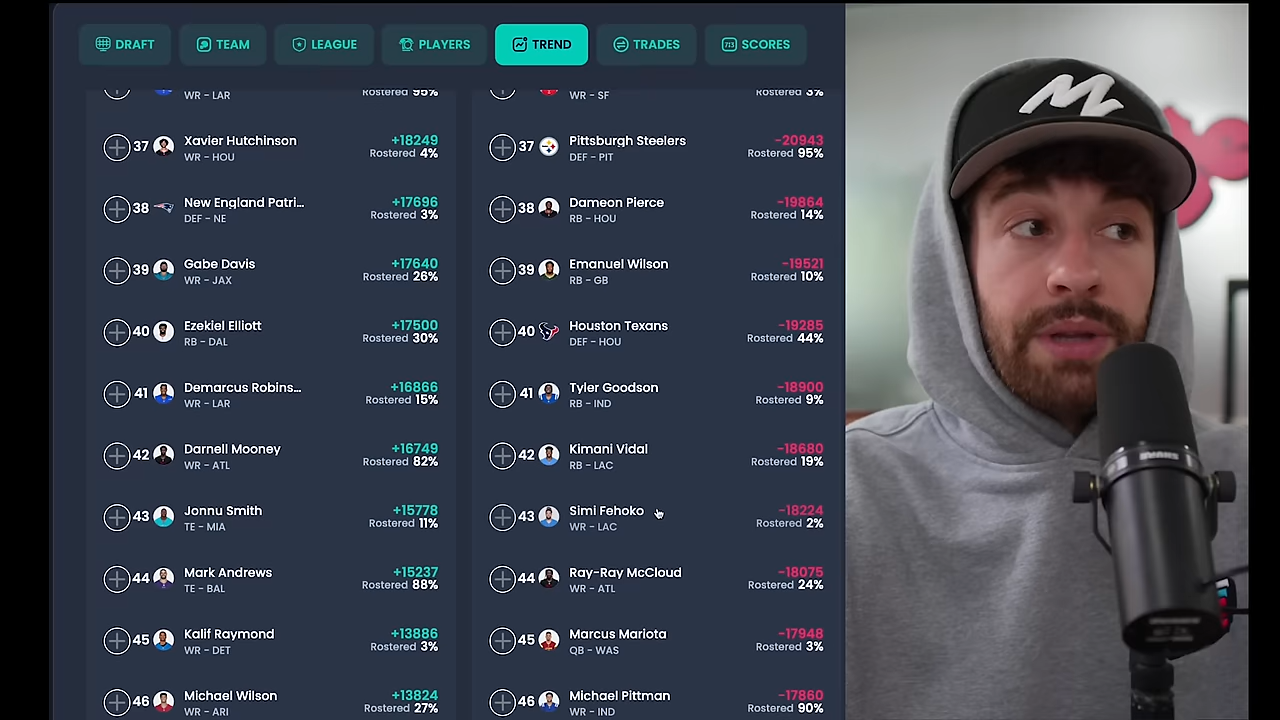 DRAFT
TEAM
LEAGUE
PLAYERS
TREND
TRADES
SCORES
WR - LAR
Rostered 95%
37
Xavier Hutchinson
+18249
WR - HOU
Rostered 4%
38
New England Patri...
+17696
DEF - NE
Rostered 3%
39
Gabe Davis
+17640
WR - JAX
Rostered 26%
40
Ezekiel Elliott
+17500
RB - DAL
Rostered 30%
41
Demarcus Robins...
+16866
WR - LAR
Rostered 15%
42
Darnell Mooney
+16749
WR - ATL
Rostered 82%
43
Jonnu Smith
+15778
TE - MIA
Rostered 11%
44
Mark Andrews
+15237
TE - BAL
Rostered 88%
45
Kalif Raymond
+13886
WR - DET
Rostered 3%
46
Michael Wilson
+13824
WR - ARI
Rostered 27%
WR - SF
Rostered 3%
37
Pittsburgh Steelers
-20943
DEF - PIT
Rostered 95%
38
Dameon Pierce
-19864
RB - HOU
Rostered 14%
39
Emanuel Wilson
-19521
RB - GB
Rostered 10%
40
Houston Texans
-19285
DEF - HOU
Rostered 44%
41
Tyler Goodson
-18900
RB - IND
Rostered 9%
42
Kimani Vidal
-18680
RB - LAC
Rostered 19%
43
Simi Fehoko
-18224
WR - LAC
Rostered 2%
44
Ray-Ray McCloud
-18075
WR - ATL
Rostered 24%
45
Marcus Mariota
-17948
QB - WAS
Rostered 3%
46
Michael Pittman
-17860
WR - IND
Rostered 90%